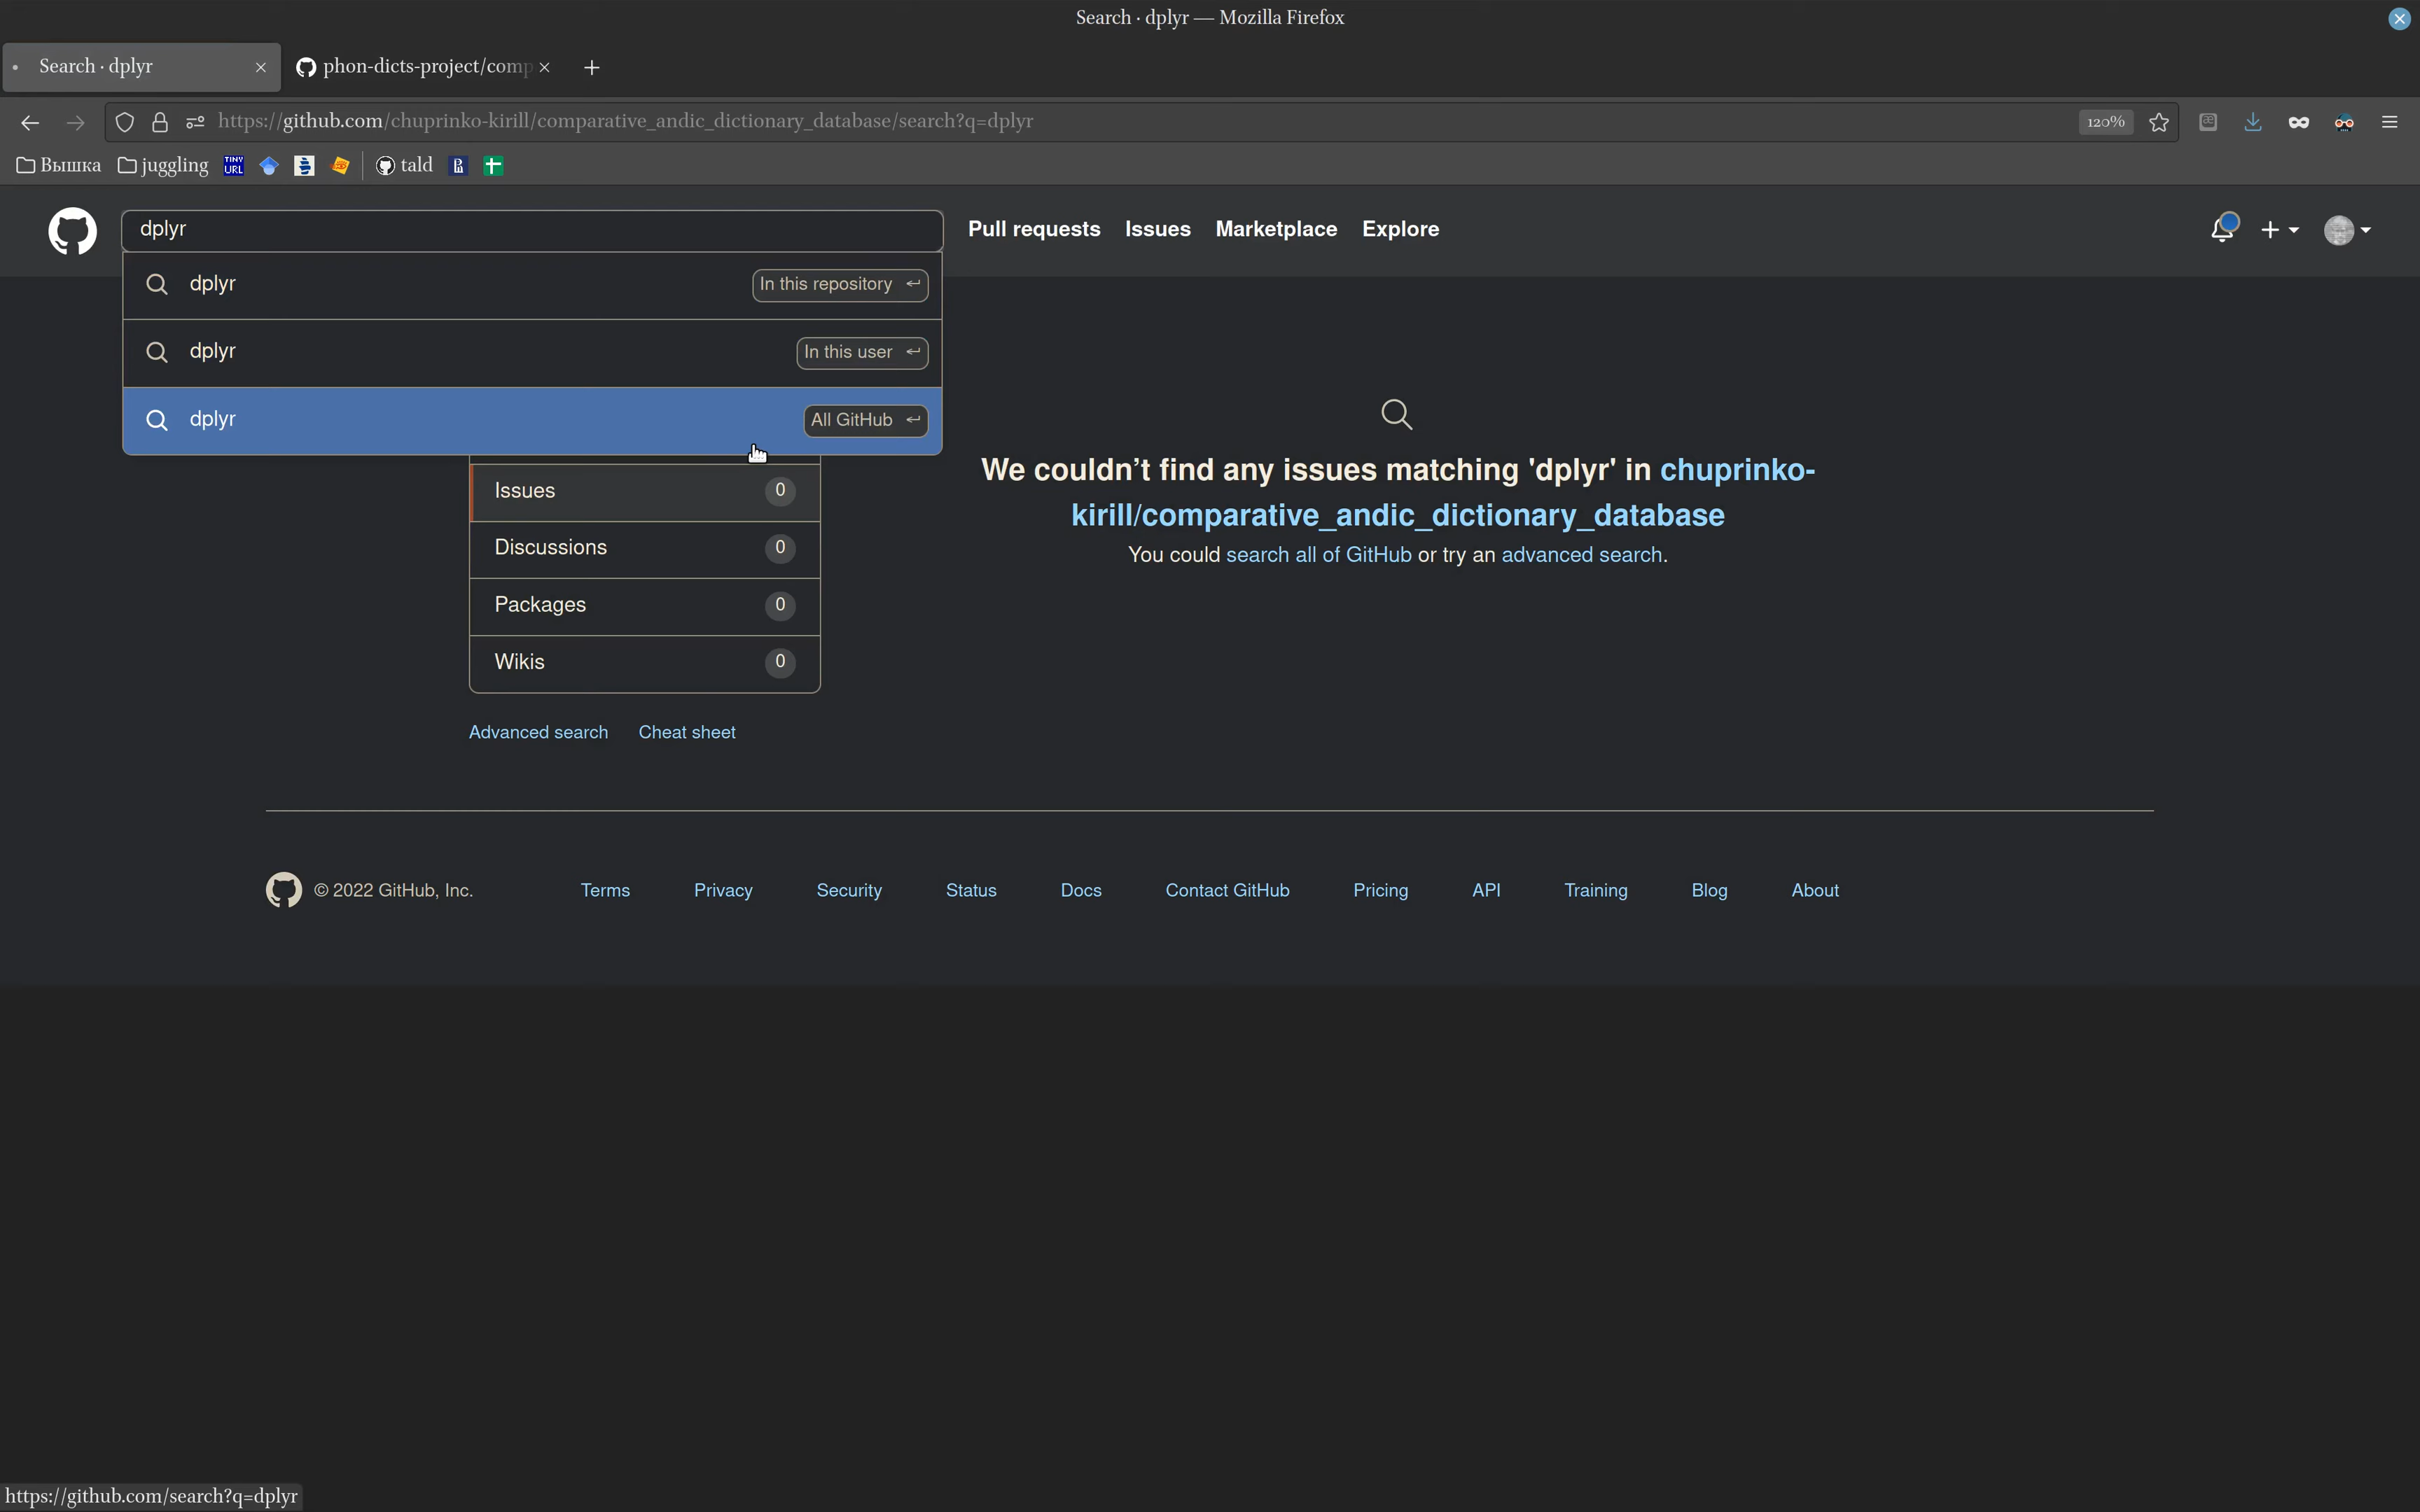 Search · dplyr — Mozilla Firefox
Search · dplyr
phon-dicts-project/comp
https://github.com/chuprinko-kirill/comparative_andic_dictionary_database/search?q=dplyr
120%
Вышка
juggling
TINY
URL
tald
dplyr
Pull requests
Issues
Marketplace
Explore
dplyr
In this repository ↵
dplyr
In this user ↵
dplyr
All GitHub ↵
Issues 0
Discussions 0
Packages 0
Wikis 0
Advanced search
Cheat sheet
We couldn’t find any issues matching 'dplyr' in chuprinko-
kirill/comparative_andic_dictionary_database
You could search all of GitHub or try an advanced search.
© 2022 GitHub, Inc.
Terms
Privacy
Security
Status
Docs
Contact GitHub
Pricing
API
Training
Blog
About
https://github.com/search?q=dplyr